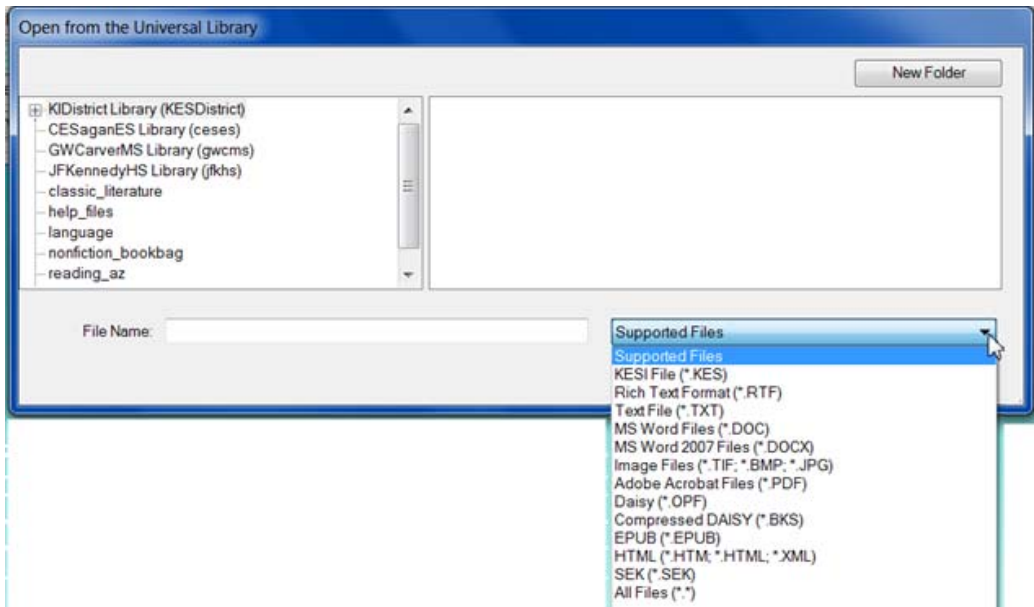 Open from the Universal Library
New Folder
KIDistrict Library (KESDistrict)
CESaganES Library (ceses)
GWCarverMS Library (gwcms)
JFKennedyHS Library (jfkhs)
classic_literature
help_files
language
nonfiction_bookbag
reading_az
File Name:
Supported Files
Supported Files
KESI File (*.KES)
Rich Text Format (*.RTF)
Text File (*.TXT)
MS Word Files (*.DOC)
MS Word 2007 Files (*.DOCX)
Image Files (*.TIF; *.BMP; *.JPG)
Adobe Acrobat Files (*.PDF)
Daisy (*.OPF)
Compressed DAISY (*.BKS)
EPUB (*.EPUB)
HTML (*.HTM; *.HTML; *.XML)
SEK (*.SEK)
All Files (*.*)